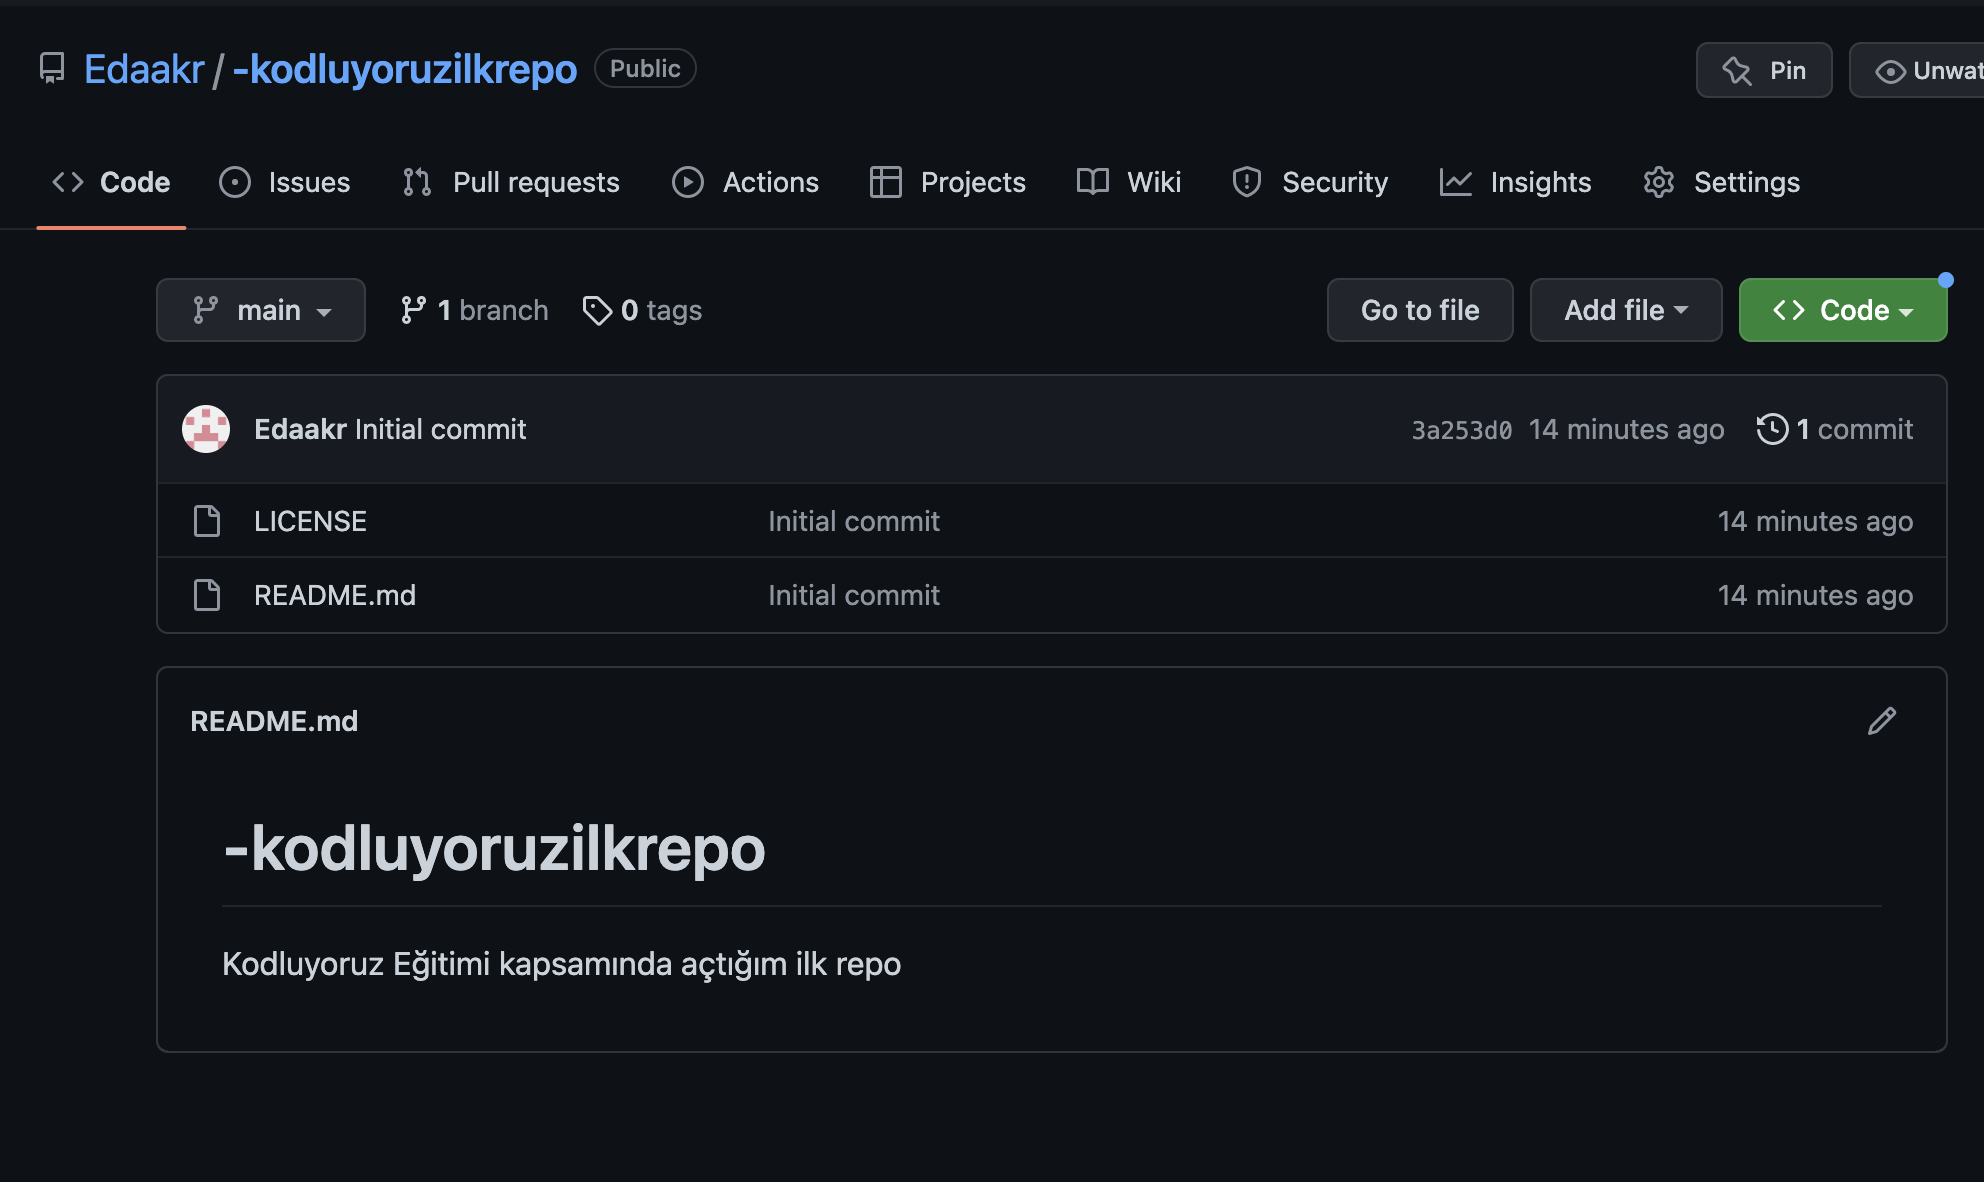 Edaakr / -kodluyoruzilkrepo Public Pin Unwat
Code Issues Pull requests Actions Projects Wiki Security Insights Settings
main 1 branch 0 tags Go to file Add file Code
Edaakr Initial commit 3a253d0 14 minutes ago 1 commit
LICENSE Initial commit 14 minutes ago
README.md Initial commit 14 minutes ago
README.md
-kodluyoruzilkrepo
Kodluyoruz Eğitimi kapsamında açtığım ilk repo